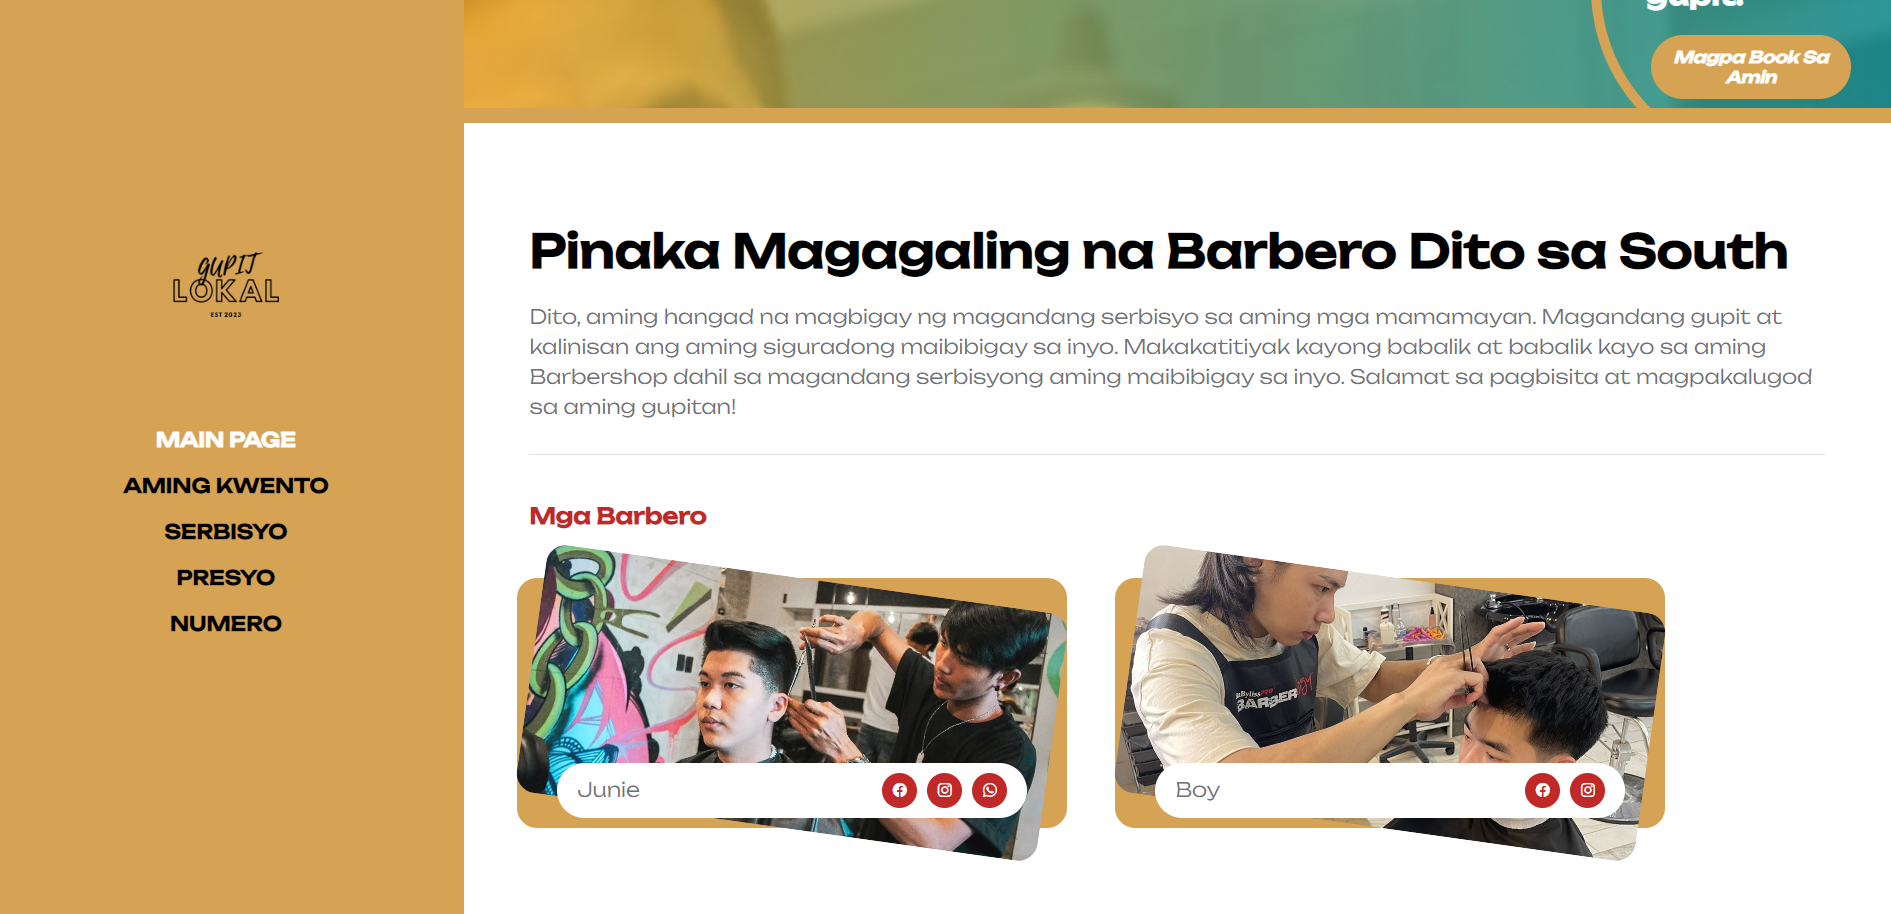 gupit.
Magpa Book Sa
Amin
GUPIT
LOKAL
EST 2023
MAIN PAGE
AMING KWENTO
SERBISYO
PRESYO
NUMERO
Pinaka Magagaling na Barbero Dito sa South
Dito, aming hangad na magbigay ng magandang serbisyo sa aming mga mamamayan. Magandang gupit at
kalinisan ang aming siguradong maibibigay sa inyo. Makakatitiyak kayong babalik at babalik kayo sa aming
Barbershop dahil sa magandang serbisyong aming maibibigay sa inyo. Salamat sa pagbisita at magpakalugod
sa aming gupitan!
Mga Barbero
BaBylissPRO
BARBER
Junie
Boy